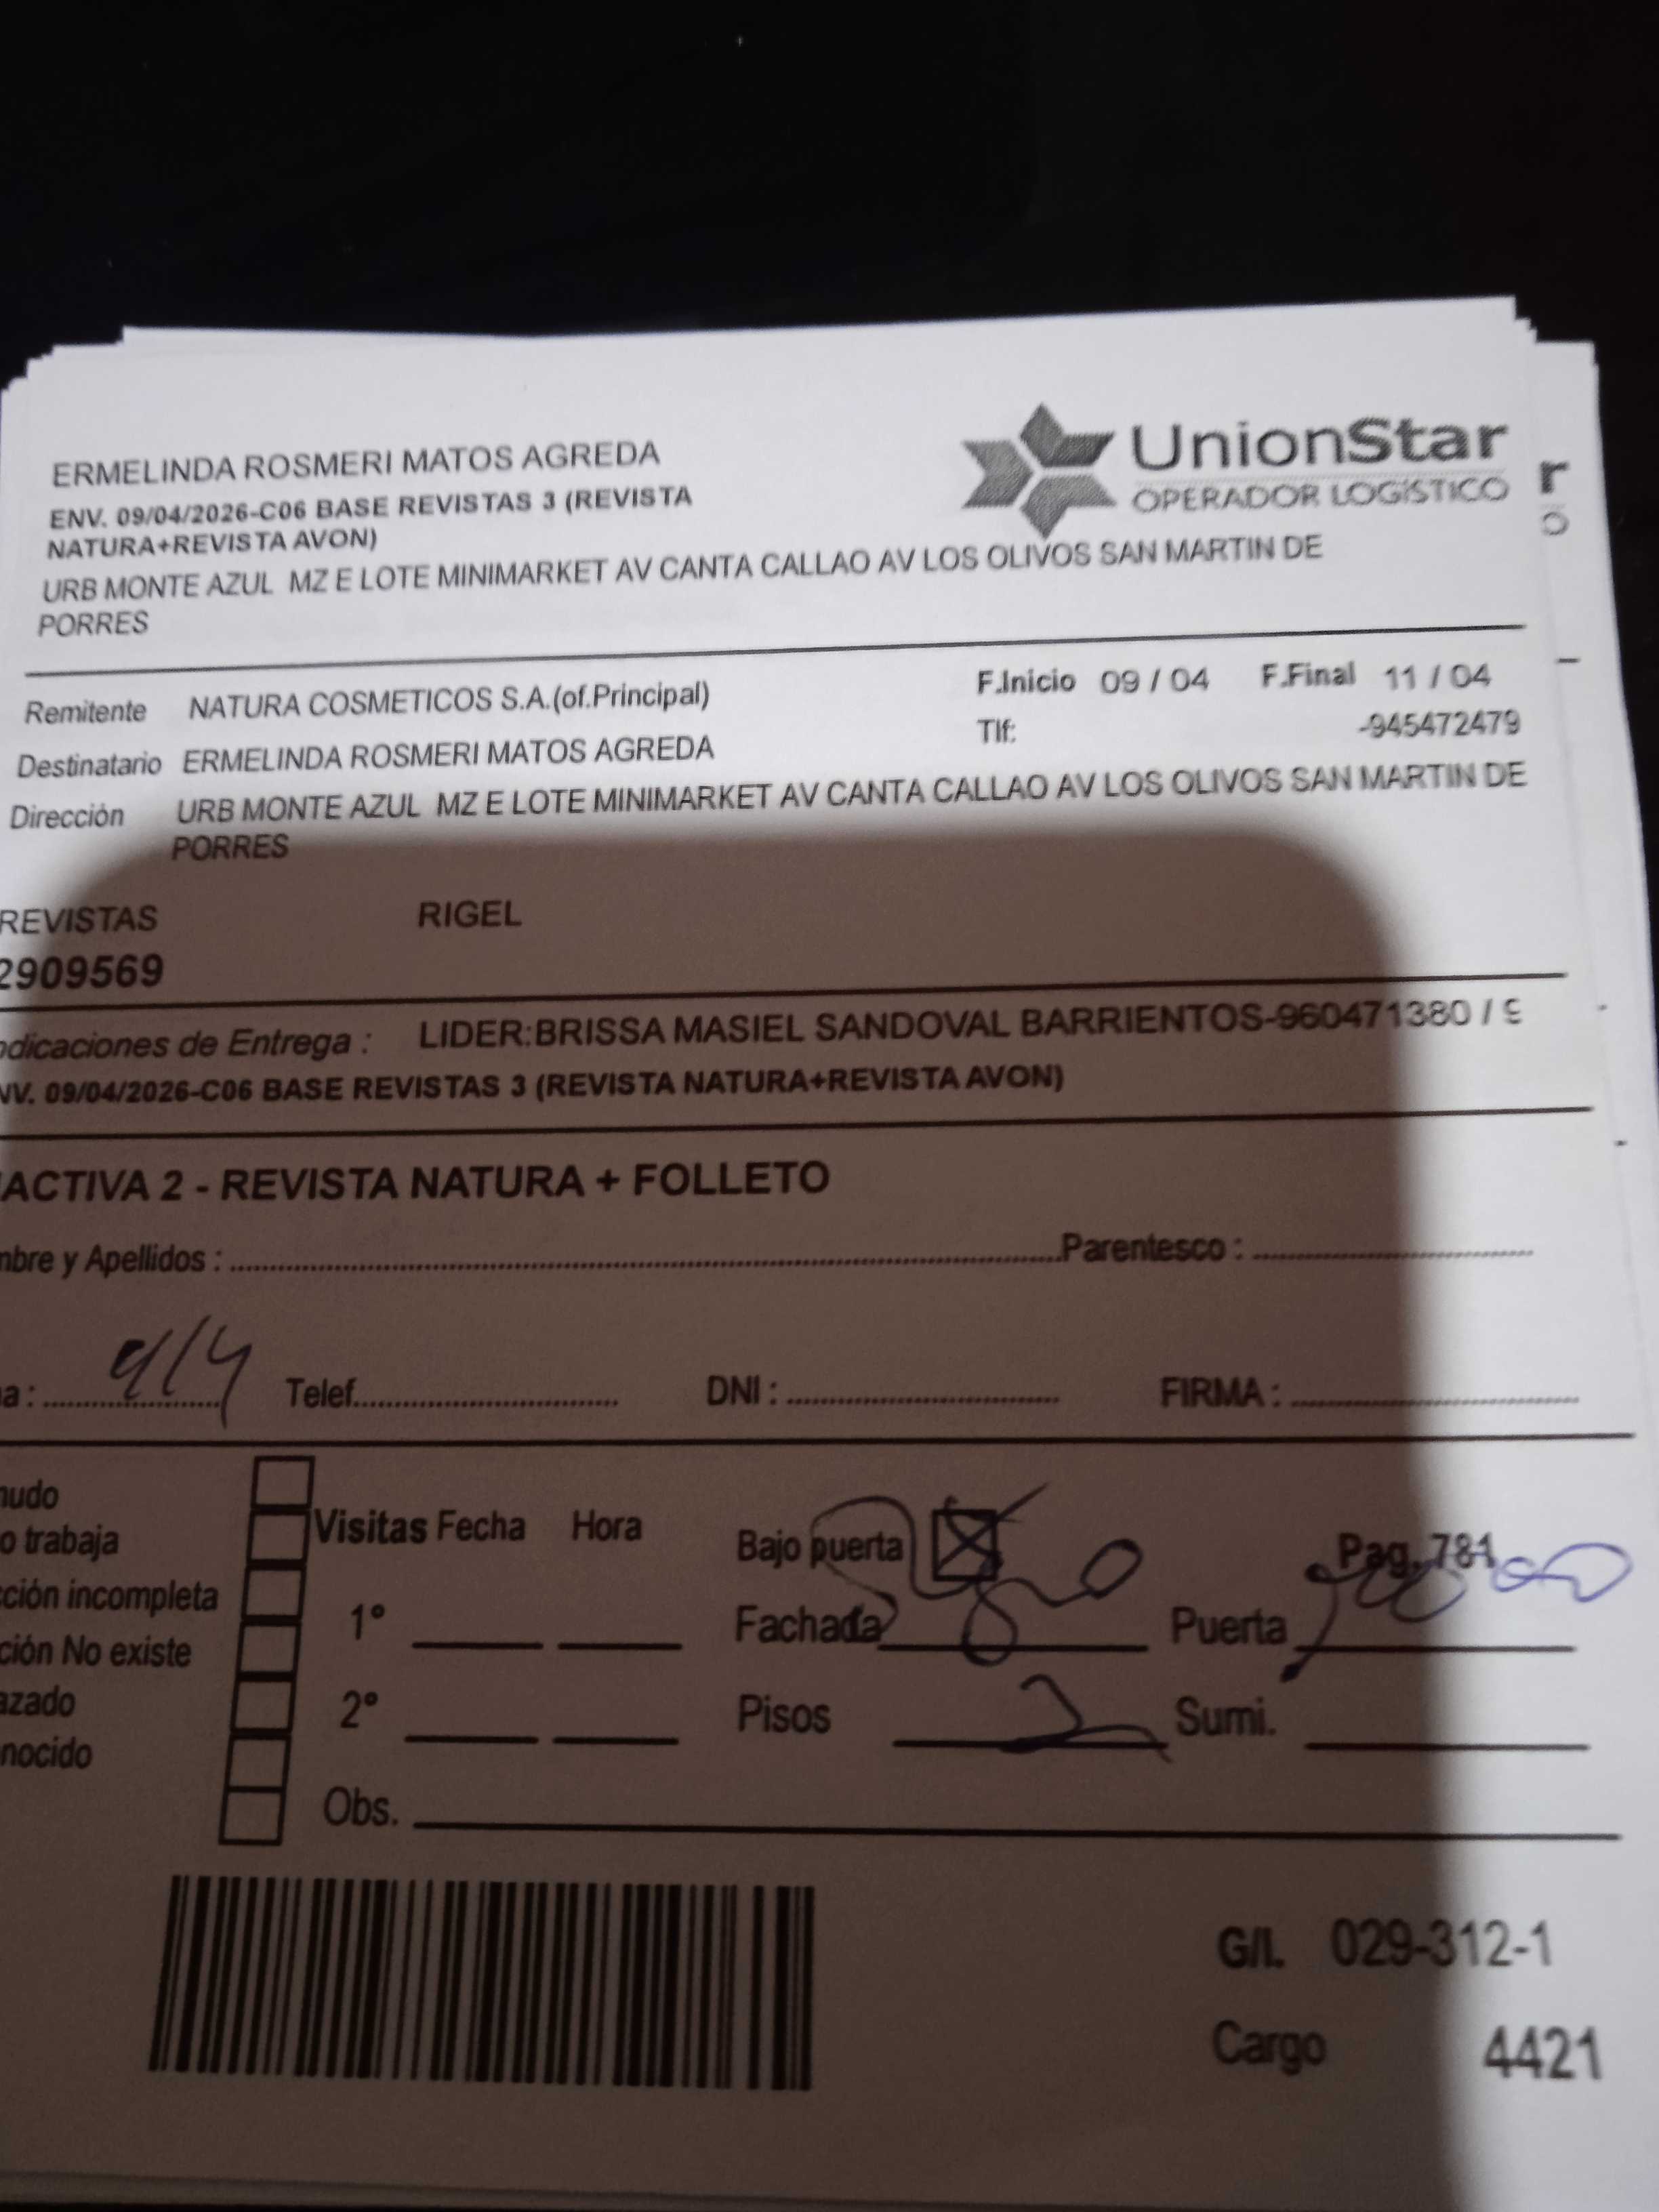 ERMELINDA ROSMERI MATOS AGREDA
UnionStar
OPERADOR LOGÍSTICO
ENV. 09/04/2026-C06 BASE REVISTAS 3 (REVISTA
NATURA+REVISTA AVON)
URB MONTE AZUL MZ E LOTE MINIMARKET AV CANTA CALLAO AV LOS OLIVOS SAN MARTIN DE
PORRES
r
o
Remitente NATURA COSMETICOS S.A.(of.Principal) F.Inicio 09 / 04 F.Final 11 / 04
Destinatario ERMELINDA ROSMERI MATOS AGREDA Tlf: -945472479
Dirección URB MONTE AZUL MZ E LOTE MINIMARKET AV CANTA CALLAO AV LOS OLIVOS SAN MARTIN DE
PORRES
REVISTAS RIGEL
2909569
ndicaciones de Entrega : LIDER:BRISSA MASIEL SANDOVAL BARRIENTOS-960471380 / 9
NV. 09/04/2026-C06 BASE REVISTAS 3 (REVISTA NATURA+REVISTA AVON)
ACTIVA 2 - REVISTA NATURA + FOLLETO
mbre y Apellidos : Parentesco :
a : 9/4 Telef. DNI : FIRMA :
nudo
o trabaja
cción incompleta
ción No existe
azado
nocido
Visitas Fecha Hora
1°
2°
Obs.
Bajo puerta Pag. 781
Fachada Puerta
Pisos 2 Sumi.
G/I. 029-312-1
Cargo 4421